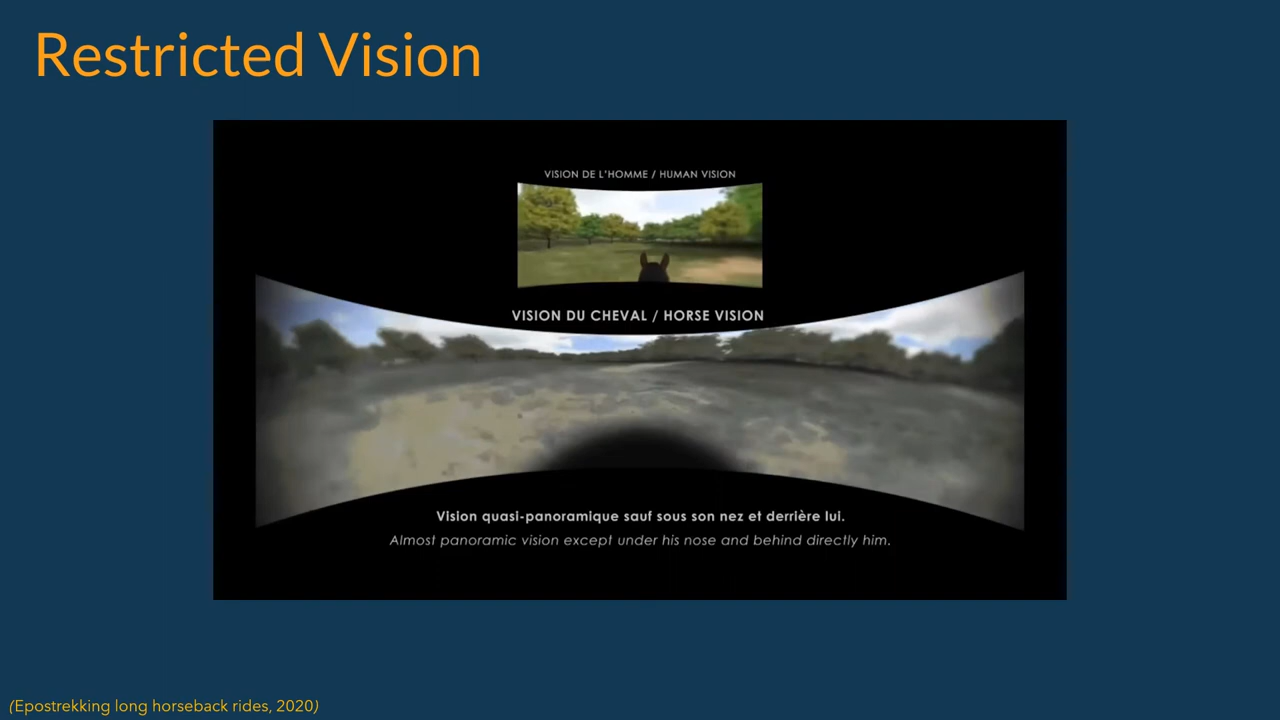 Restricted Vision
VISION DE L'HOMME / HUMAN VISION
VISION DU CHEVAL / HORSE VISION
Vision quasi-panoramique sauf sous son nez et derrière lui.
Almost panoramic vision except under his nose and behind directly him.
(Epostrekking long horseback rides, 2020)